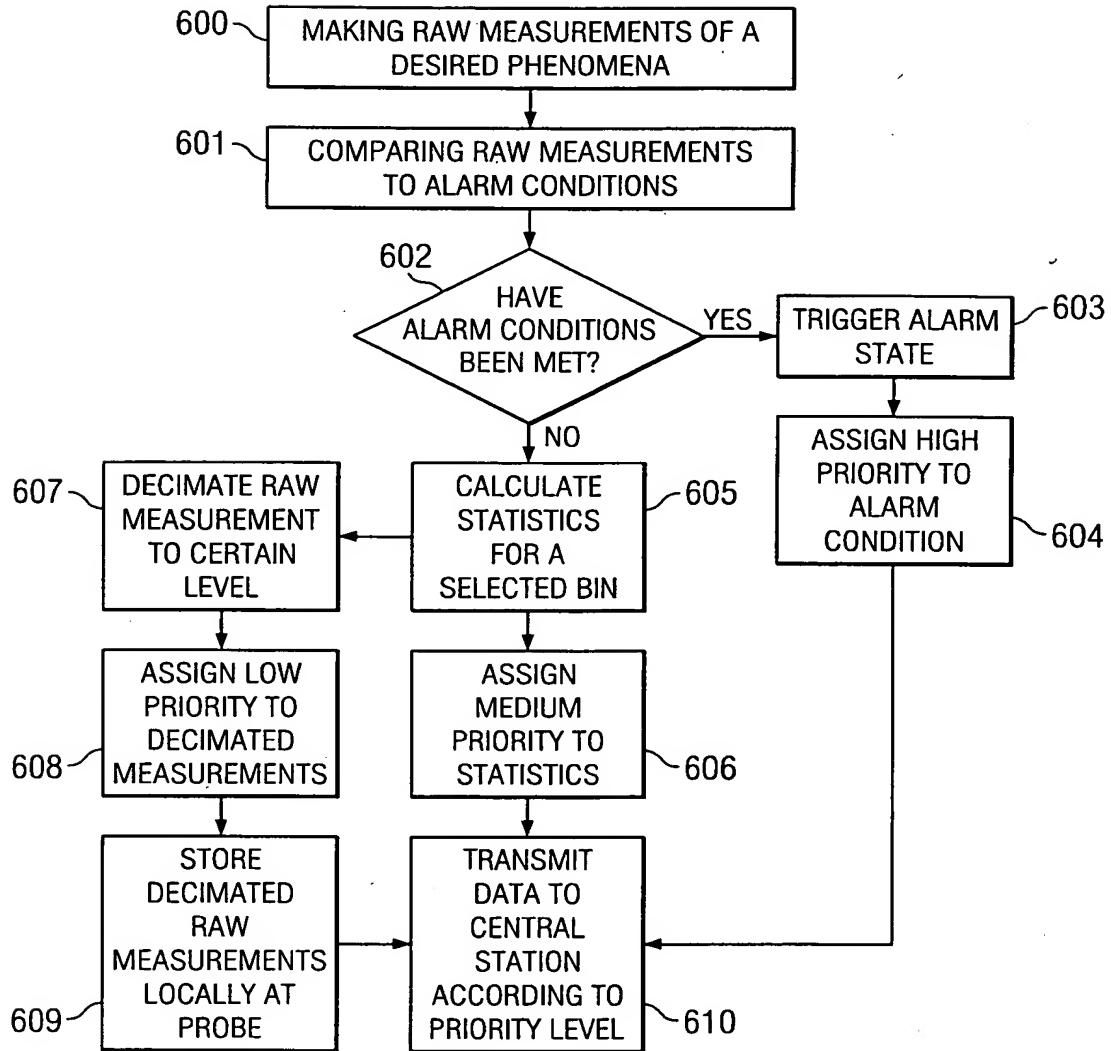 600
MAKING RAW MEASUREMENTS OF A
DESIRED PHENOMENA
601
COMPARING RAW MEASUREMENTS
TO ALARM CONDITIONS
602
HAVE
ALARM CONDITIONS
BEEN MET?
YES
TRIGGER ALARM
STATE
603
NO
ASSIGN HIGH
PRIORITY TO
ALARM
CONDITION
604
607
DECIMATE RAW
MEASUREMENT
TO CERTAIN
LEVEL
CALCULATE
STATISTICS
FOR A
SELECTED BIN
605
608
ASSIGN LOW
PRIORITY TO
DECIMATED
MEASUREMENTS
ASSIGN
MEDIUM
PRIORITY TO
STATISTICS
606
609
STORE
DECIMATED
RAW
MEASUREMENTS
LOCALLY AT
PROBE
TRANSMIT
DATA TO
CENTRAL
STATION
ACCORDING TO
PRIORITY LEVEL
610